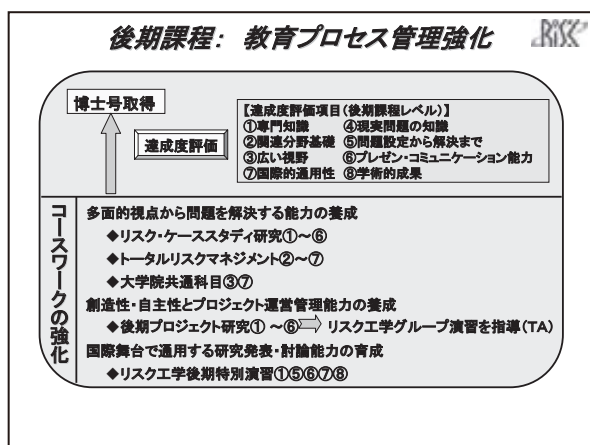 後期課程： 教育プロセス管理強化
RiSK
博士号取得
達成度評価
【達成度評価項目（後期課程レベル）】
①専門知識 ④現実問題の知識
②関連分野基礎 ⑤問題設定から解決まで
③広い視野 ⑥プレゼン・コミュニケーション能力
⑦国際的通用性 ⑧学術的成果
コースワークの強化
多面的視点から問題を解決する能力の養成
◆リスク・ケーススタディ研究①～⑥
◆トータルリスクマネジメント②～⑦
◆大学院共通科目③⑦
創造性・自主性とプロジェクト運営管理能力の養成
◆後期プロジェクト研究① ～⑥⇨ リスク工学グループ演習を指導（TA）
国際舞台で通用する研究発表・討論能力の育成
◆リスク工学後期特別演習①⑤⑥⑦⑧